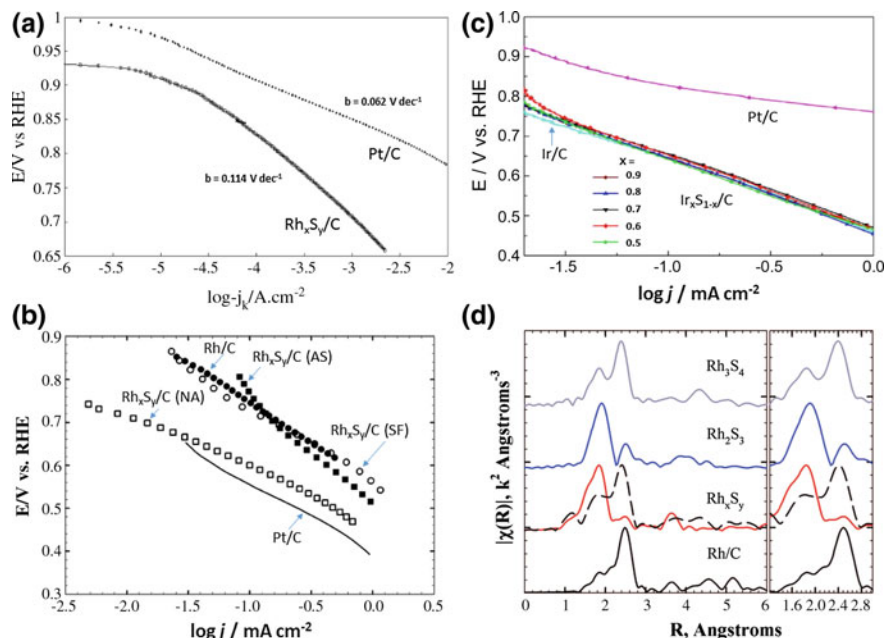 (a)
E/V vs RHE
1
0.95
0.9
0.85
0.8
0.75
0.7
0.65
b = 0.062 V dec-1
Pt/C
b = 0.114 V dec-1
RhxSy/C
-6 -5.5 -5 -4.5 -4 -3.5 -3 -2.5 -2
log-jk/A.cm-2
(c)
E / V vs. RHE
1.0
0.9
0.8
0.7
0.6
0.5
0.4
Pt/C
Ir/C
X =
0.9
0.8
0.7
0.6
0.5
IrxS1-x/C
-1.5 -1.0 -0.5 0.0
log j / mA cm-2
(b)
E/V vs. RHE
0.9
0.8
0.7
0.6
0.5
0.4
0.3
Rh/C
RhxSy/C (AS)
RhxSy/C (NA)
RhxSy/C (SF)
Pt/C
-2.5 -2.0 -1.5 -1.0 -0.5 0.0 0.5
log j / mA cm-2
(d)
|χ(R)|, k2 Angstroms-3
Rh3S4
Rh2S3
RhxSy
Rh/C
0 1 2 3 4 5 6
1.6 2.0 2.4 2.8
R, Angstroms